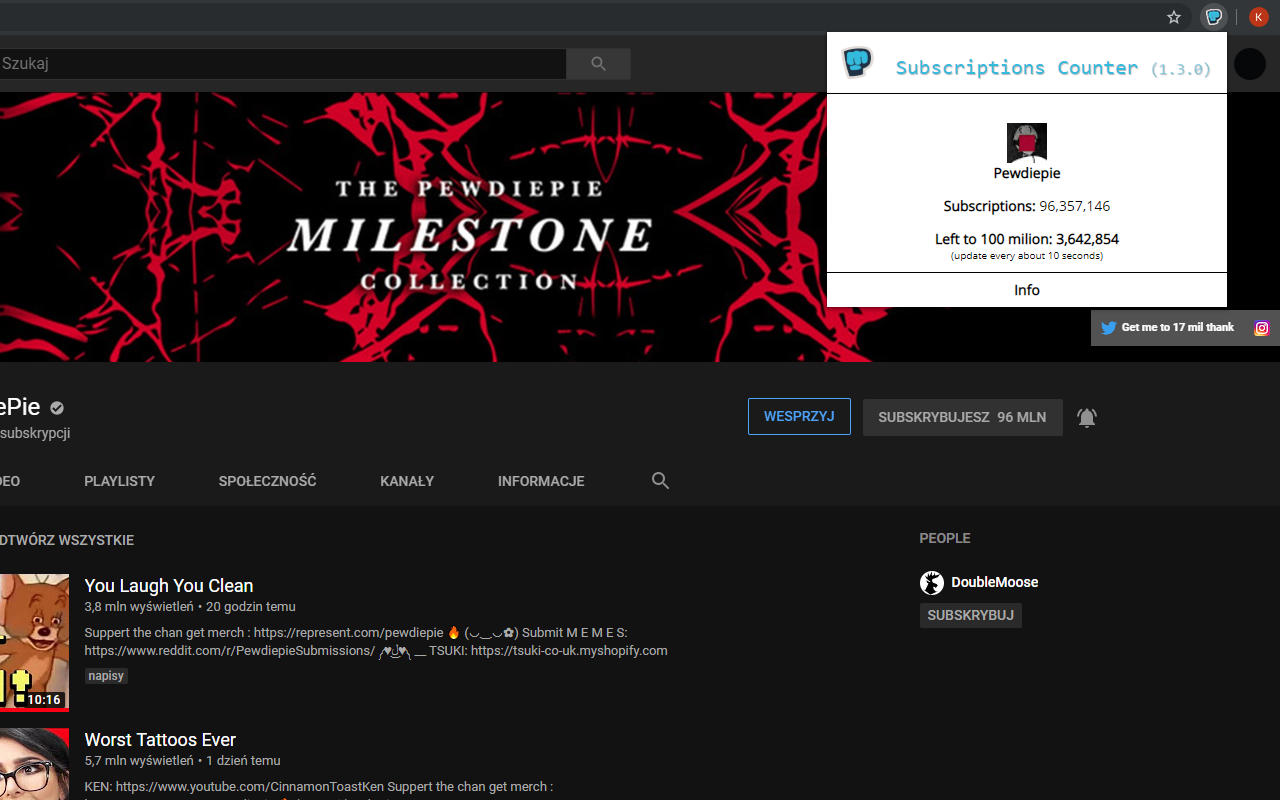 K
Szukaj
Subscriptions Counter (1.3.0)
THE PEWDIEPIE
MILESTONE
COLLECTION
Pewdiepie
Subscriptions: 96,357,146
Left to 100 milion: 3,642,854
(update every about 10 seconds)
Info
Get me to 17 mil thank
ePie
subskrypcji
WESPRZYJ
SUBSKRYBUJESZ 96 MLN
DEO
PLAYLISTY
SPOŁECZNOŚĆ
KANAŁY
INFORMACJE
DTWÓRZ WSZYSTKIE
PEOPLE
DoubleMoose
SUBSKRYBUJ
You Laugh You Clean
3,8 mln wyświetleń • 20 godzin temu
Suppert the chan get merch : https://represent.com/pewdiepie 🔥 (◡‿◡✿) Submit M E M E S:
https://www.reddit.com/r/PewdiepieSubmissions/ ╭♥͜ʖ♥╮ __ TSUKI: https://tsuki-co-uk.myshopify.com
napisy
10:16
Worst Tattoos Ever
5,7 mln wyświetleń • 1 dzień temu
KEN: https://www.youtube.com/CinnamonToastKen Suppert the chan get merch :